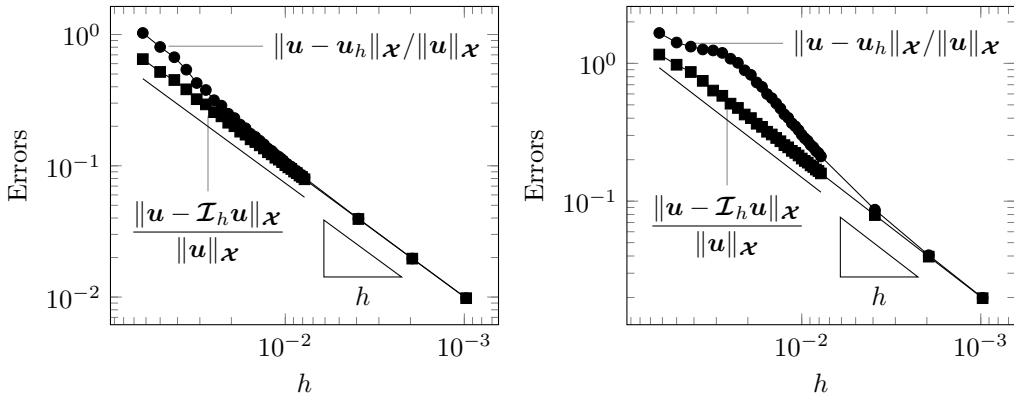 10^0
10^{-1}
10^{-2}
Errors
‖u − u_h‖_𝓧/‖u‖_𝓧
‖u − 𝓘_h u‖_𝓧
‖u‖_𝓧
h
10^{-2}
10^{-3}
h
10^0
10^{-1}
Errors
‖u − u_h‖_𝓧/‖u‖_𝓧
‖u − 𝓘_h u‖_𝓧
‖u‖_𝓧
h
10^{-2}
10^{-3}
h